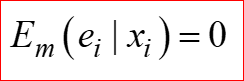 E_m(e_i | x_i) = 0